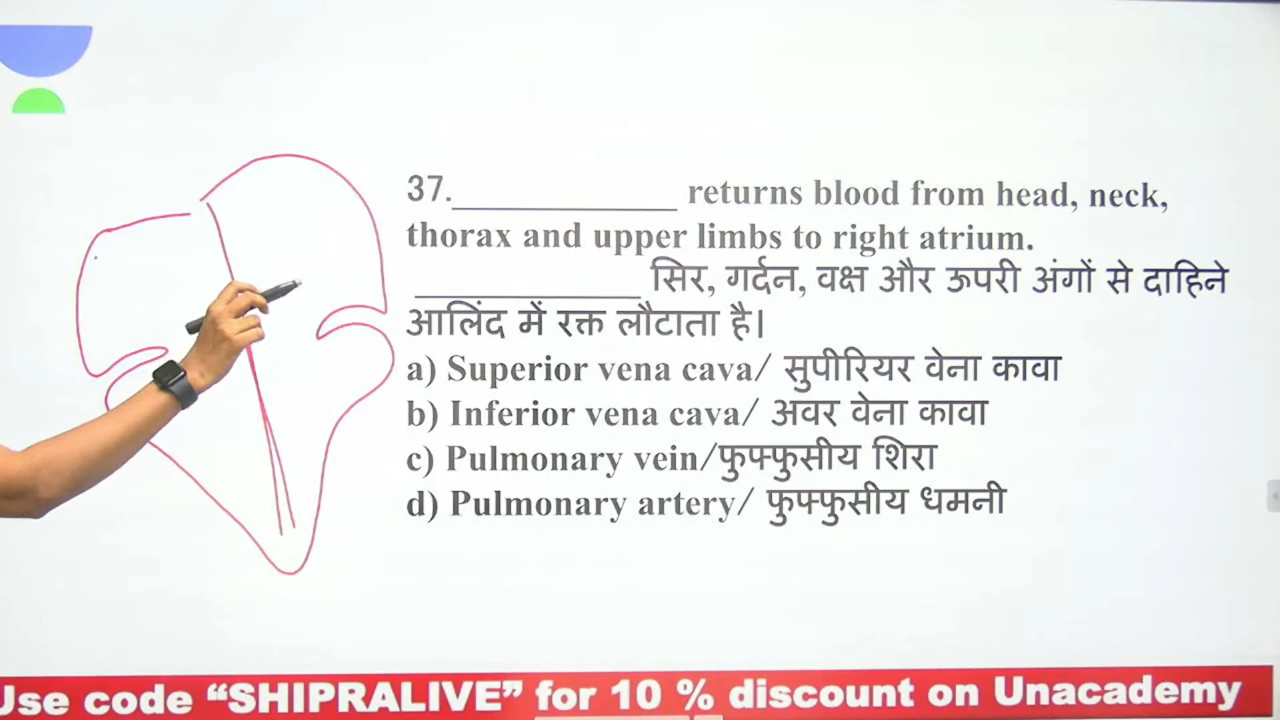 37.____________ returns blood from head, neck,
thorax and upper limbs to right atrium.
____________ सिर, गर्दन, वक्ष और ऊपरी अंगों से दाहिने
आलिंद में रक्त लौटाता है।
a) Superior vena cava/ सुपीरियर वेना कावा
b) Inferior vena cava/ अवर वेना कावा
c) Pulmonary vein/फुफ्फुसीय शिरा
d) Pulmonary artery/ फुफ्फुसीय धमनी
Use code “SHIPRALIVE” for 10 % discount on Unacademy